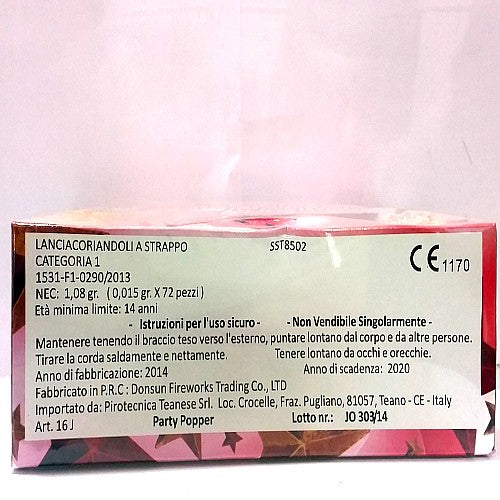 LANCIACORIANDOLI A STRAPPO SST8502
CATEGORIA 1
1531-F1-0290/2013
CE 1170
NEC: 1,08 gr. ( 0,015 gr. X 72 pezzi )
Età minima limite: 14 anni
- Istruzioni per l'uso sicuro - - Non Vendibile Singolarmente -
Mantenere tenendo il braccio teso verso l'esterno, puntare lontano dal corpo e da altre persone.
Tirare la corda saldamente e nettamente. Tenere lontano da occhi e orecchie.
Anno di fabbricazione: 2014 Anno di scadenza: 2020
Fabbricato in P.R.C : Donsun Fireworks Trading Co., LTD
Importato da: Pirotecnica Teanese Srl. Loc. Crocelle, Fraz. Pugliano, 81057, Teano - CE - Italy
Art. 16 J Party Popper Lotto nr.: JO 303/14